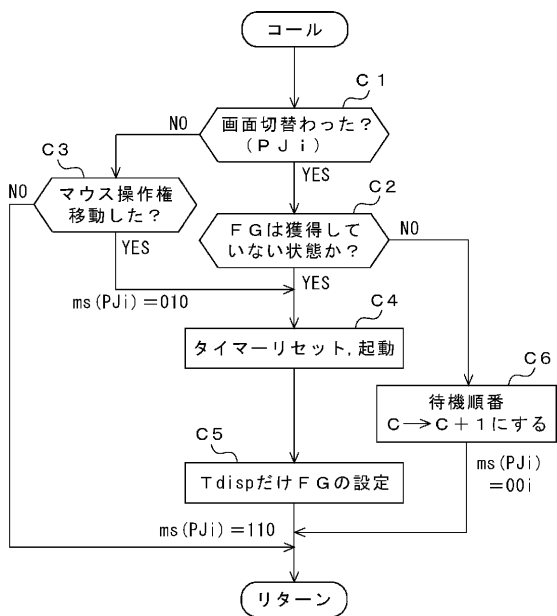 コール
C1
画面切替わった?
(PJi)
NO
YES
C3
マウス操作権
移動した?
NO
YES
C2
FGは獲得して
いない状態か?
NO
YES
ms(PJi)=010
C4
タイマーリセット,起動
C6
待機順番
C→C+1にする
C5
TdispだけFGの設定
ms(PJi)
=00i
ms(PJi)=110
リターン